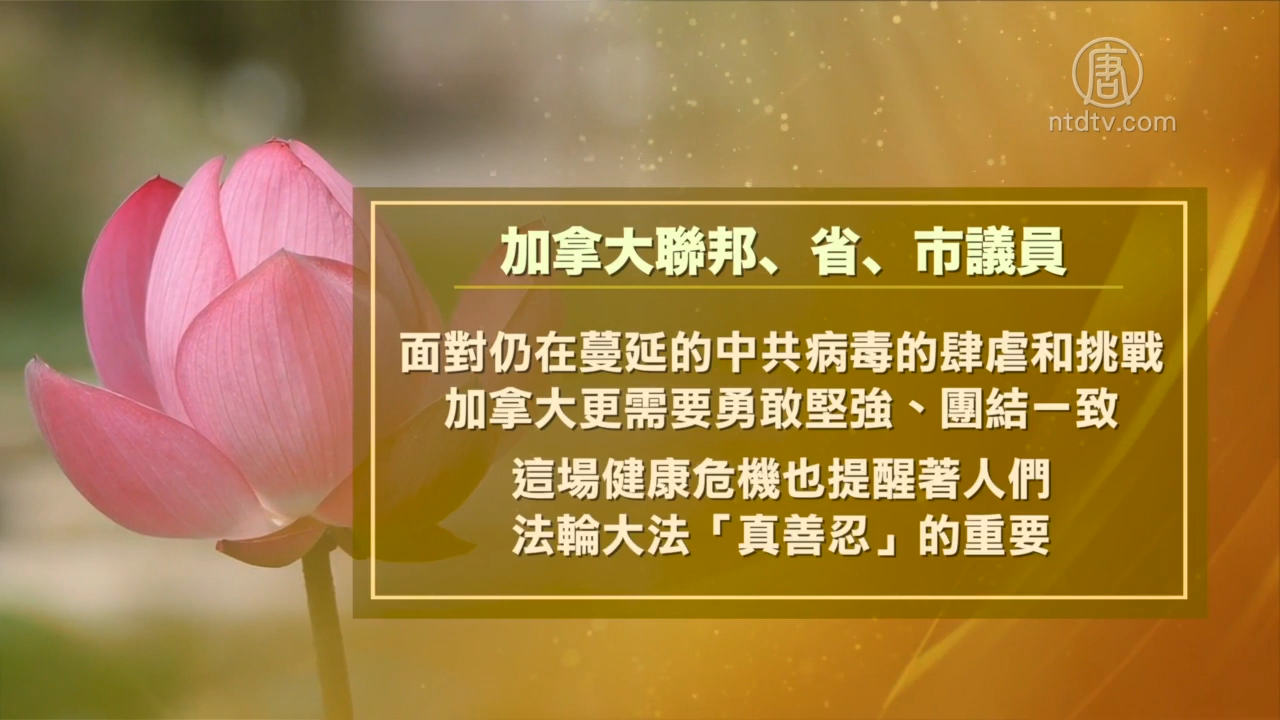 唐
ntdtv.com
加拿大聯邦、省、市議員
面對仍在蔓延的中共病毒的肆虐和挑戰
加拿大更需要勇敢堅強、團結一致
這場健康危機也提醒著人們
法輪大法「真善忍」的重要